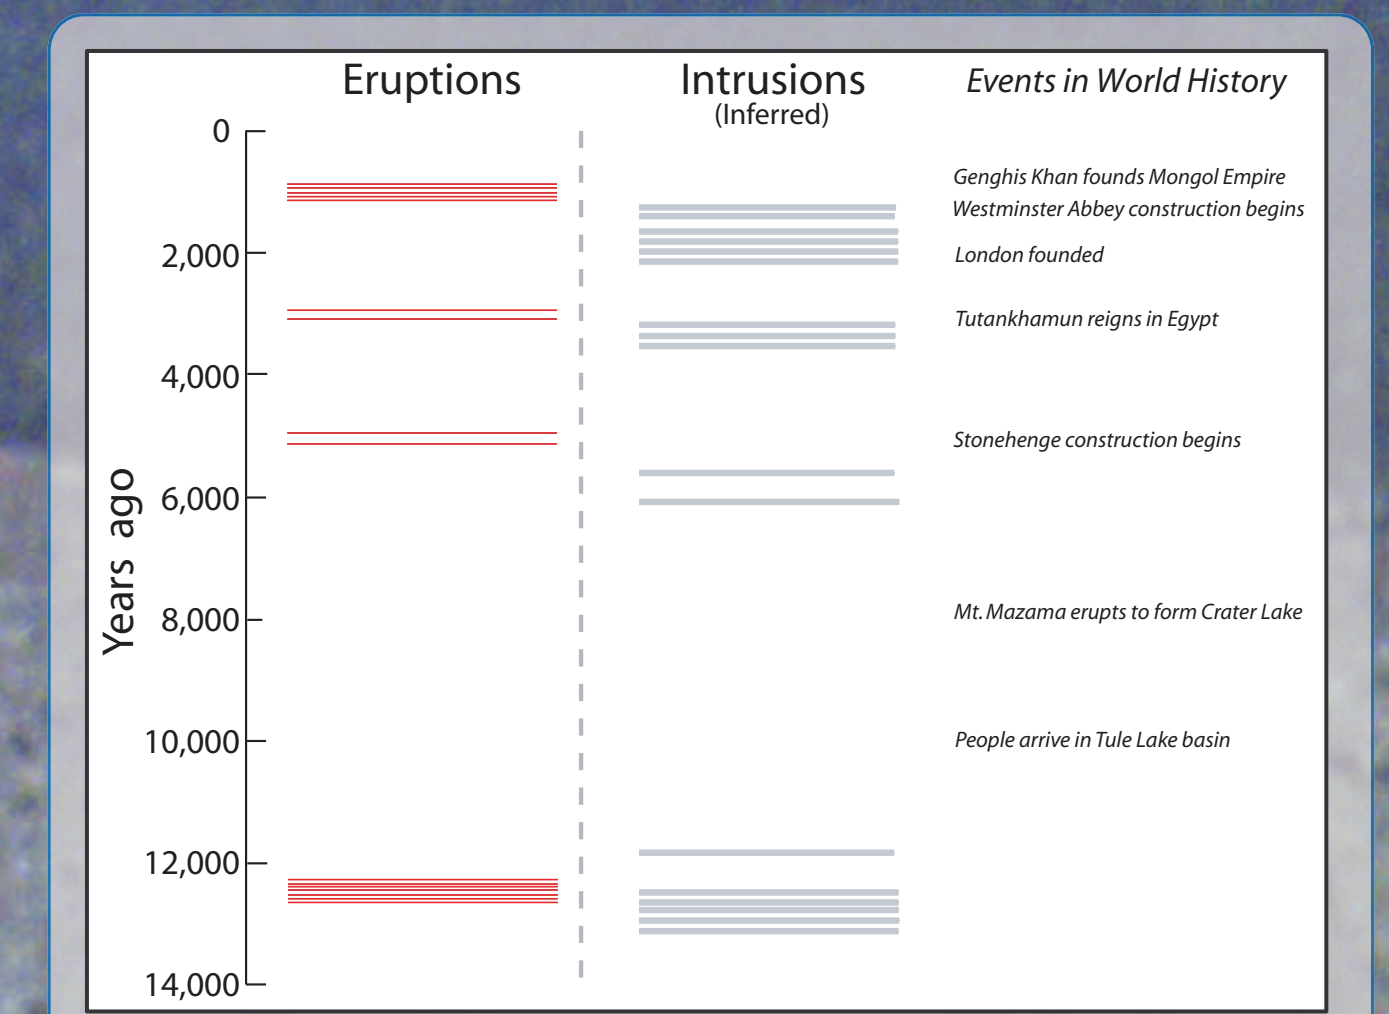 Eruptions
Intrusions
(Inferred)
Events in World History
0
2,000
4,000
6,000
8,000
10,000
12,000
14,000
Years ago
Genghis Khan founds Mongol Empire
Westminster Abbey construction begins
London founded
Tutankhamun reigns in Egypt
Stonehenge construction begins
Mt. Mazama erupts to form Crater Lake
People arrive in Tule Lake basin